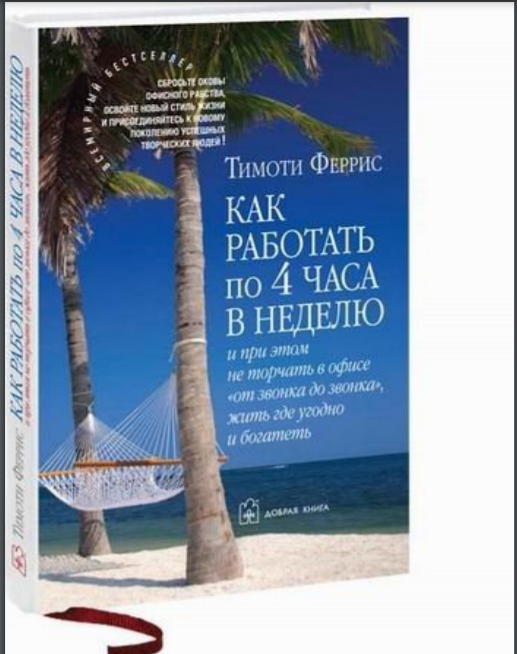 ВСЕМИРНЫЙ БЕСТСЕЛЛЕР
СБРОСЬТЕ ОКОВЫ
ОФИСНОГО РАБСТВА,
ОСВОЙТЕ НОВЫЙ СТИЛЬ ЖИЗНИ
И ПРИСОЕДИНЯЙТЕСЬ К НОВОМУ
ПОКОЛЕНИЮ УСПЕШНЫХ
ТВОРЧЕСКИХ ЛЮДЕЙ!
ТИМОТИ ФЕРРИС
КАК
РАБОТАТЬ
ПО 4 ЧАСА
В НЕДЕЛЮ
и при этом
не торчать в офисе
«от звонка до звонка»,
жить где угодно
и богатеть
ДОБРАЯ КНИГА
ТИМОТИ ФЕРРИС КАК РАБОТАТЬ ПО 4 ЧАСА В НЕДЕЛЮ